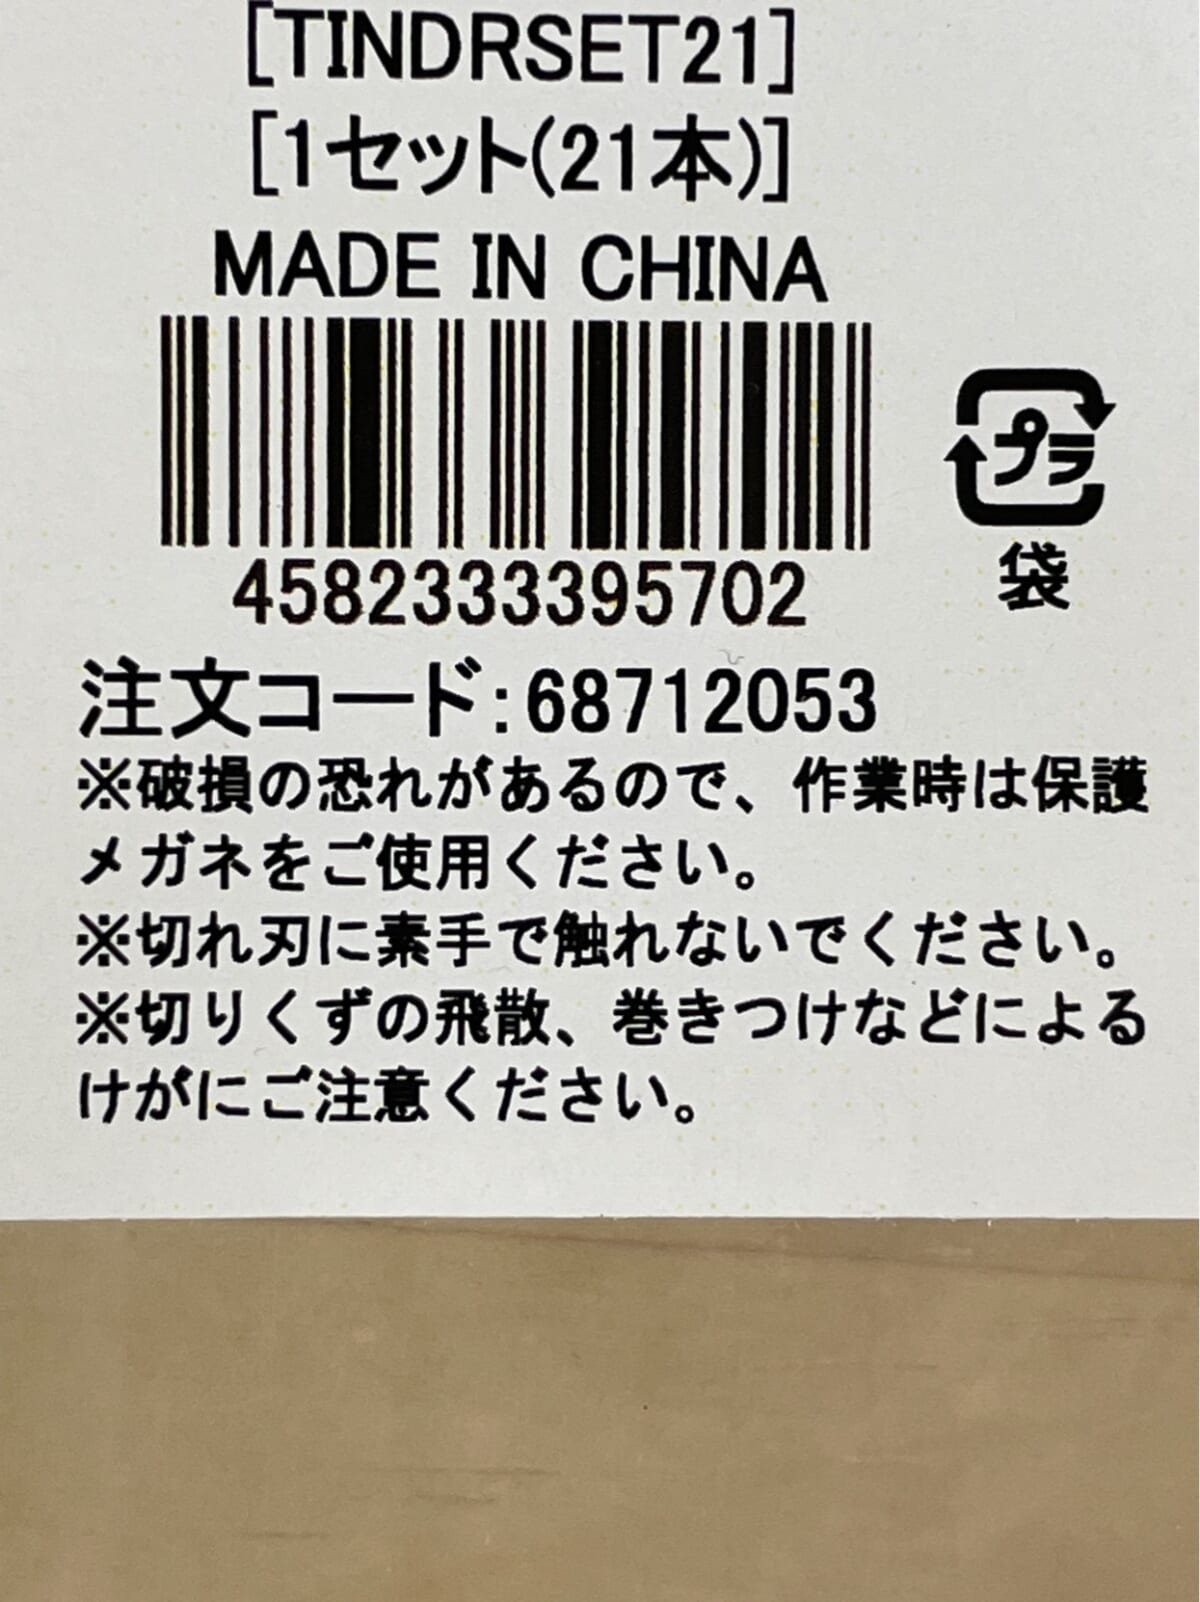 [TINDRSET21]
[1セット(21本)]
MADE IN CHINA
プラ
袋
4582333395702
注文コード:68712053
※破損の恐れがあるので、作業時は保護
メガネをご使用ください。
※切れ刃に素手で触れないでください。
※切りくずの飛散、巻きつけなどによる
けがにご注意ください。